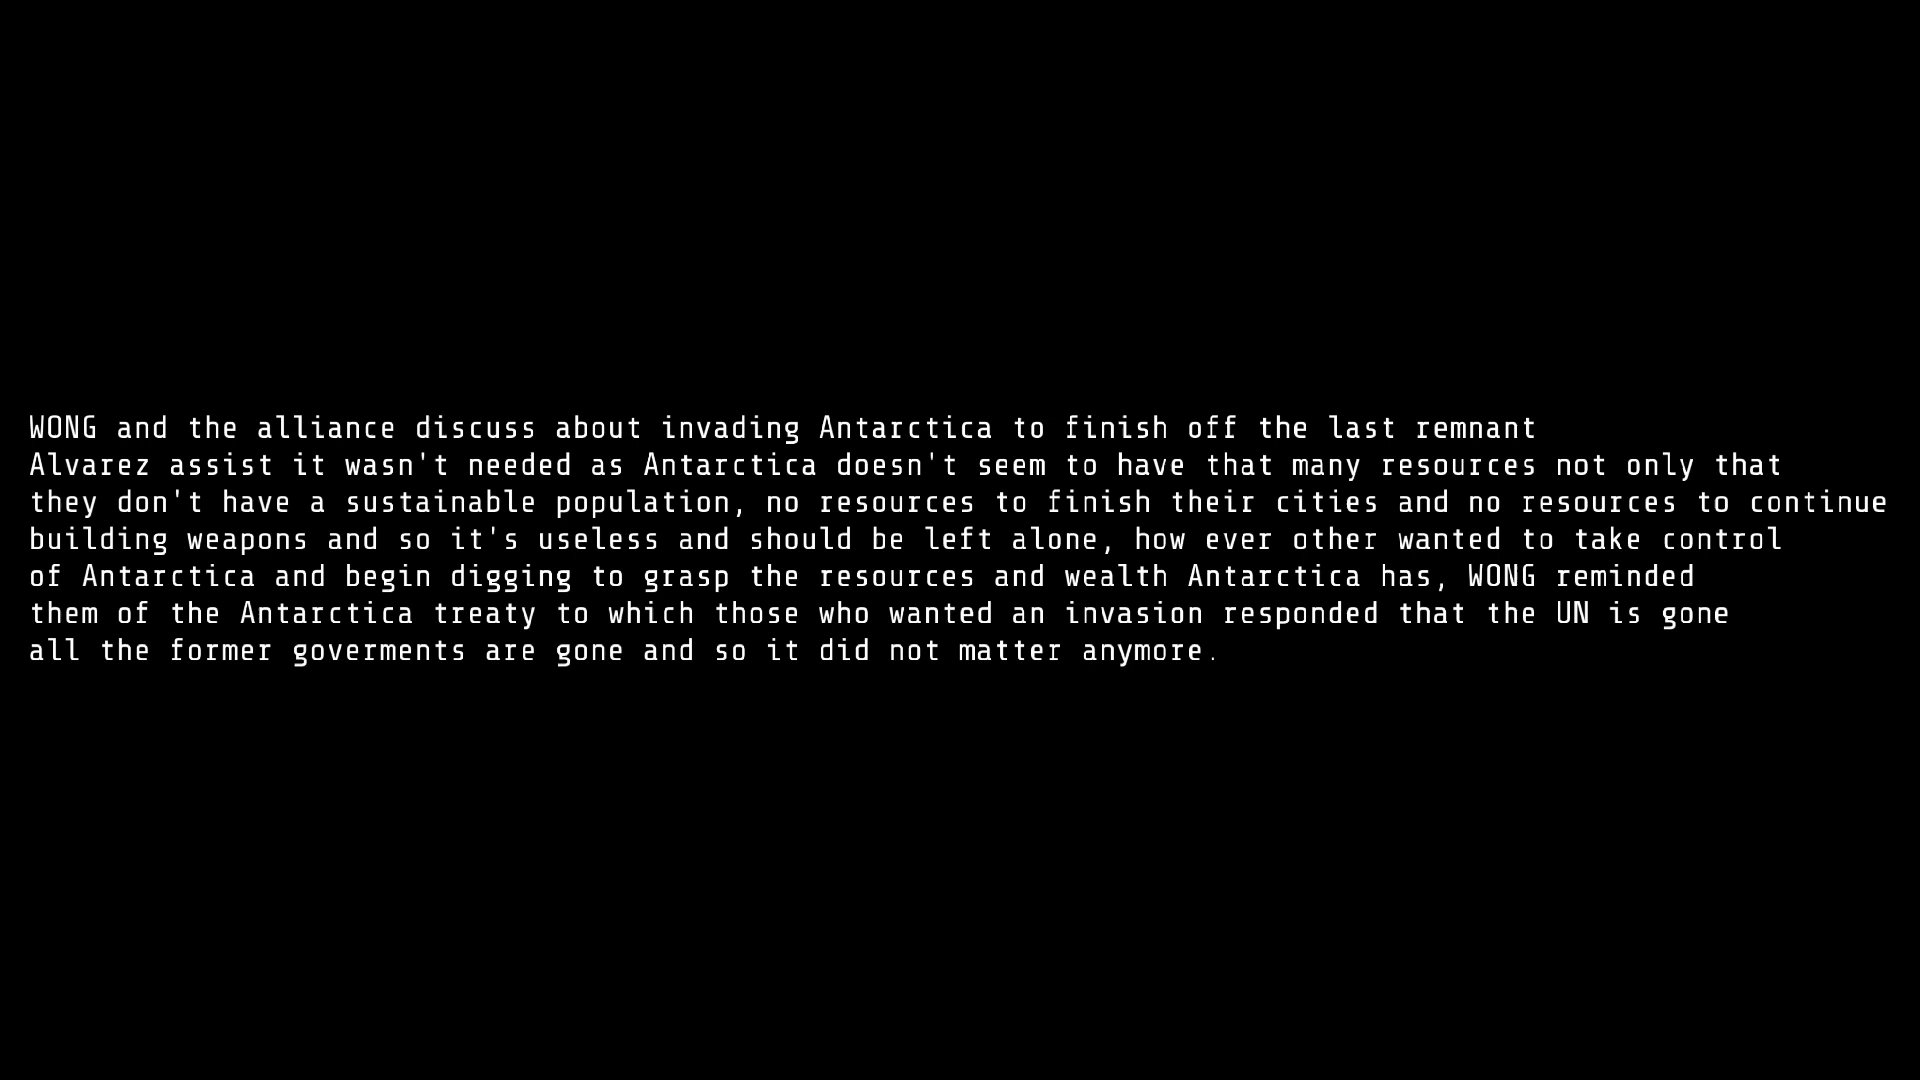 WONG and the alliance discuss about invading Antarctica to finish off the last remnant
Alvarez assist it wasn't needed as Antarctica doesn't seem to have that many resources not only that
they don't have a sustainable population, no resources to finish their cities and no resources to continue
building weapons and so it's useless and should be left alone, how ever other wanted to take control
of Antarctica and begin digging to grasp the resources and wealth Antarctica has, WONG reminded
them of the Antarctica treaty to which those who wanted an invasion responded that the UN is gone
all the former goverments are gone and so it did not matter anymore.